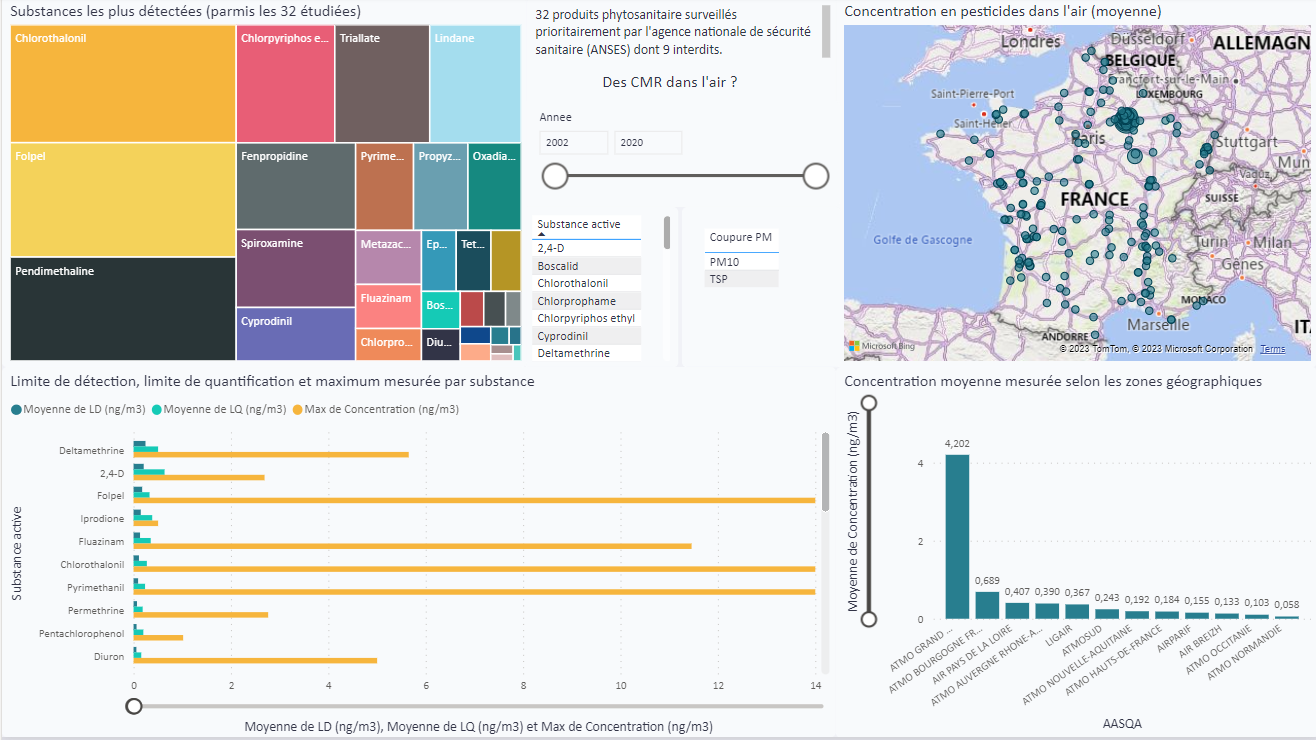 Substances les plus détectées (parmis les 32 étudiées)
Chlorothalonil
Chlorpyriphos e...
Triallate
Lindane
Folpel
Fenpropidine
Pyrime...
Propyz...
Oxadia...
Pendimethaline
Spiroxamine
Metazac...
Ep...
Tet...
Cyprodinil
Fluazinam
Bos...
Chlorpro...
Diu...
32 produits phytosanitaire surveillés
prioritairement par l'agence nationale de sécurité
sanitaire (ANSES) dont 9 interdits.
Des CMR dans l'air ?
Annee
2002
2020
Substance active
2,4-D
Boscalid
Chlorothalonil
Chlorprophame
Chlorpyriphos ethyl
Cyprodinil
Deltamethrine
Coupure PM
PM10
TSP
Concentration en pesticides dans l'air (moyenne)
Londres
Düsseldorf
ALLEMAGN
BELGIQUE
Francfort-sur-le-Main
LUXEMBOURG
Saint-Pierre-Port
Saint-Hélier
Paris
Stuttgart
Mun
Vaduz
FRANCE
SUISSE
Golfe de Gascogne
Turin
Milan
Gênes
MONACO
Marseille
ITA
ANDORRE
Microsoft Bing
© 2023 TomTom, © 2023 Microsoft Corporation Terms
Limite de détection, limite de quantification et maximum mesurée par substance
Moyenne de LD (ng/m3) Moyenne de LQ (ng/m3) Max de Concentration (ng/m3)
Substance active
Deltamethrine
2,4-D
Folpel
Iprodione
Fluazinam
Chlorothalonil
Pyrimethanil
Permethrine
Pentachlorophenol
Diuron
0 2 4 6 8 10 12 14
Moyenne de LD (ng/m3), Moyenne de LQ (ng/m3) et Max de Concentration (ng/m3)
Concentration moyenne mesurée selon les zones géographiques
Moyenne de Concentration (ng/m3)
4
2
0
4,202
0,689
0,407
0,390
0,367
0,243
0,192
0,184
0,155
0,133
0,103
0,058
ATMO GRAND ...
ATMO BOURGOGNE FR...
AIR PAYS DE LA LOIRE
ATMO AUVERGNE RHONE-A...
LIGAIR
ATMOSUD
ATMO NOUVELLE-AQUITAINE
ATMO HAUTS-DE-FRANCE
AIRPARIF
AIR BREIZH
ATMO OCCITANIE
ATMO NORMANDIE
AASQA